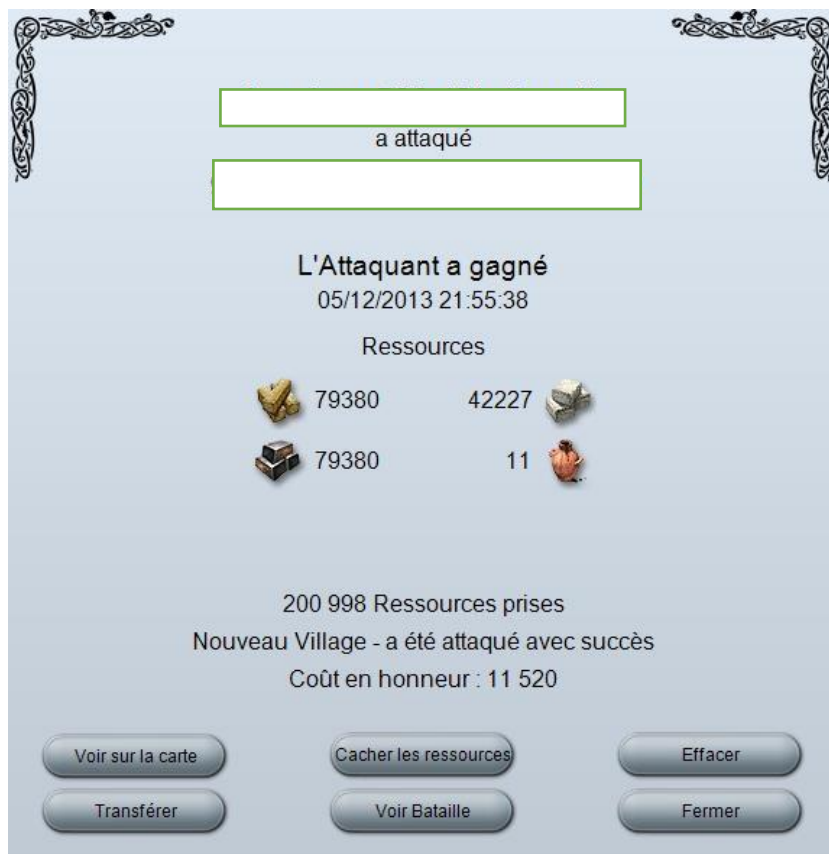 a attaqué
L'Attaquant a gagné
05/12/2013 21:55:38
Ressources
79380 42227
79380 11
200 998 Ressources prises
Nouveau Village - a été attaqué avec succès
Coût en honneur : 11 520
Voir sur la carte Cacher les ressources Effacer
Transférer Voir Bataille Fermer